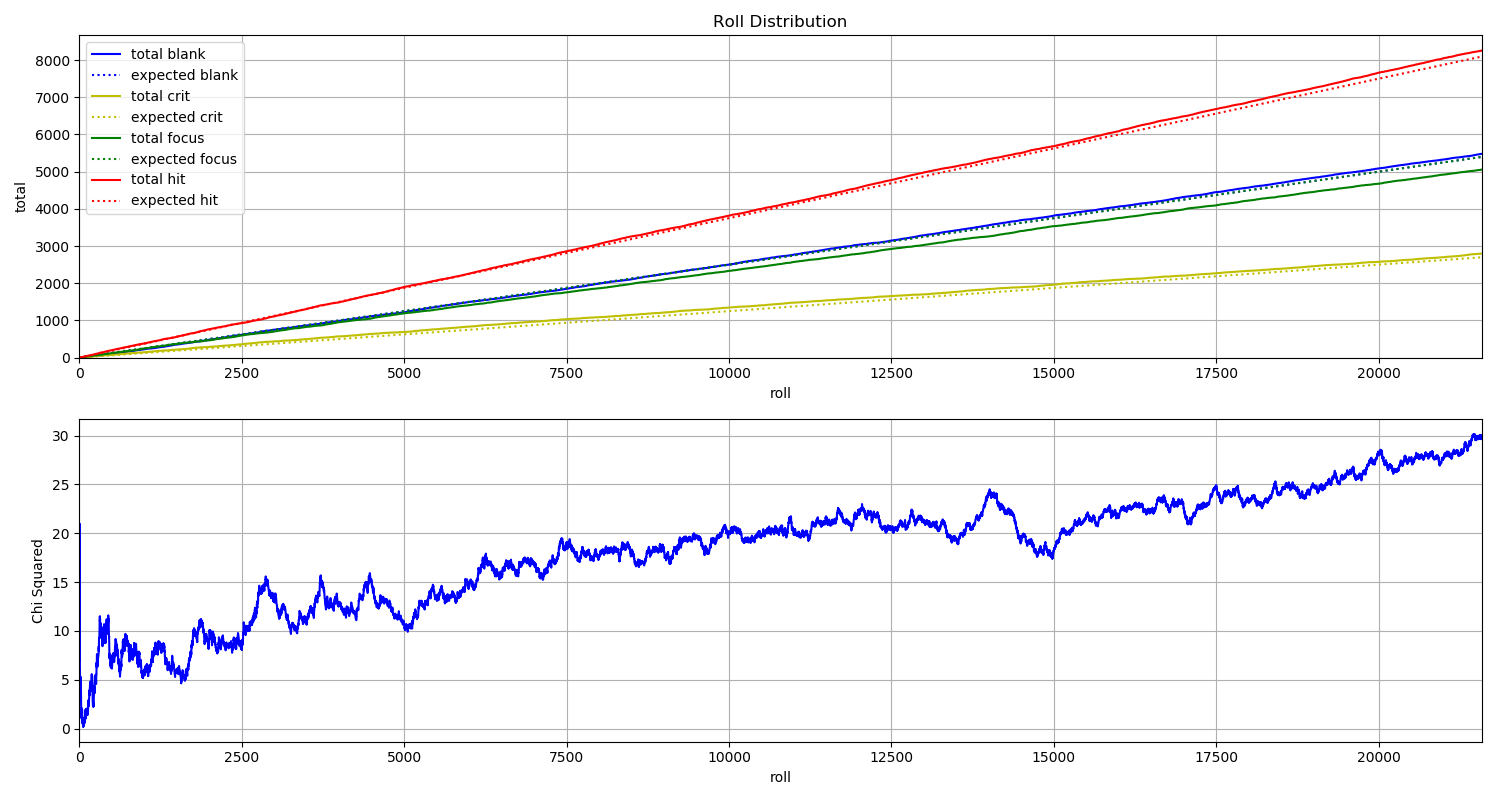 Roll Distribution
total
8000
7000
6000
5000
4000
3000
2000
1000
0
total blank
expected blank
total crit
expected crit
total focus
expected focus
total hit
expected hit
0 2500 5000 7500 10000 12500 15000 17500 20000
roll
Chi Squared
30
25
20
15
10
5
0
0 2500 5000 7500 10000 12500 15000 17500 20000
roll